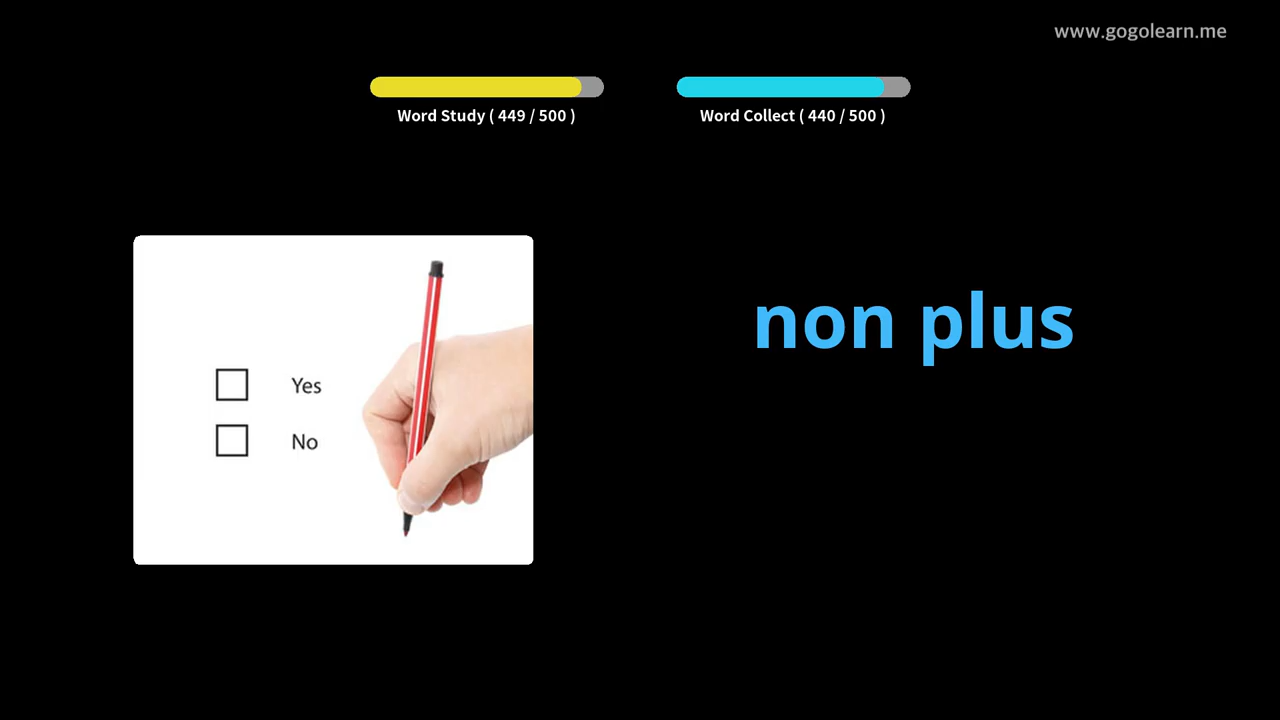 www.gogolearn.me
Word Study ( 449 / 500 )
Word Collect ( 440 / 500 )
non plus
Yes
No